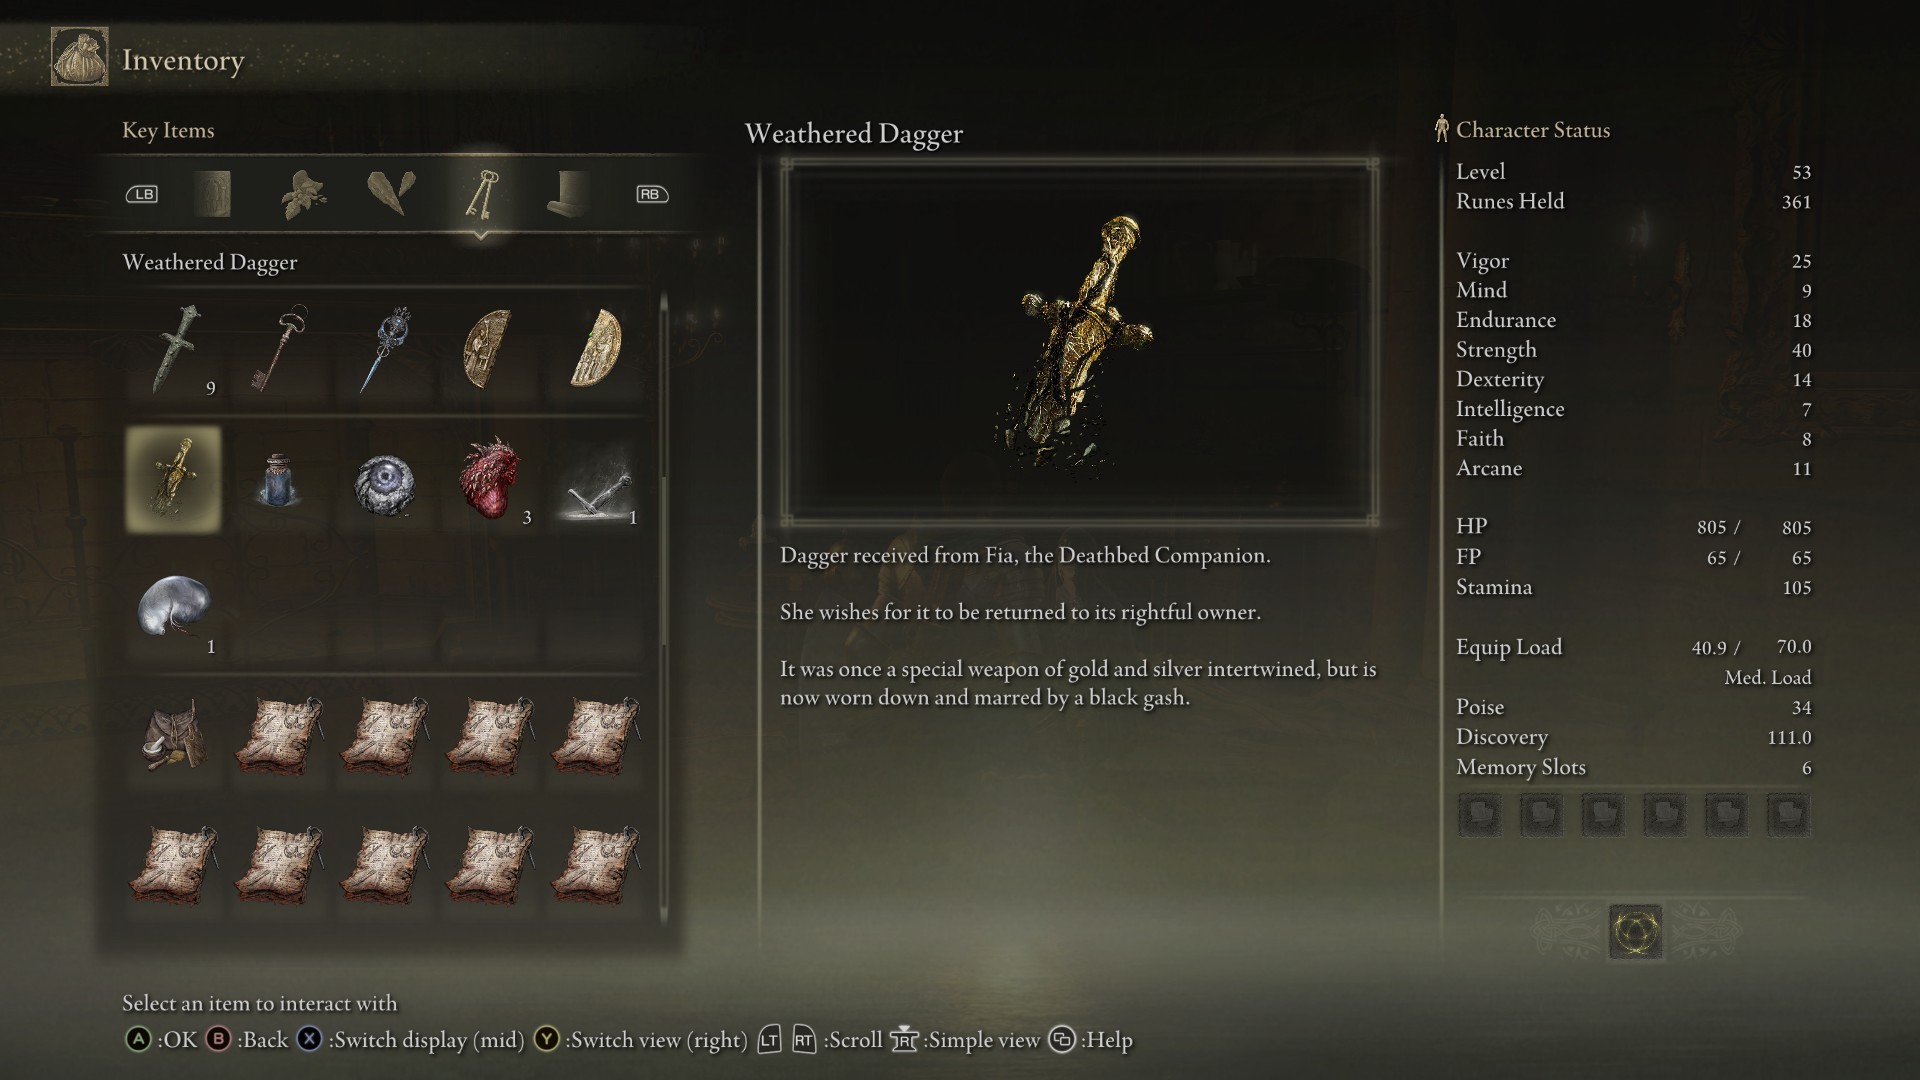 Inventory
Key Items
LB
RB
Weathered Dagger
9
3
1
1
Weathered Dagger
Dagger received from Fia, the Deathbed Companion.
She wishes for it to be returned to its rightful owner.
It was once a special weapon of gold and silver intertwined, but is
now worn down and marred by a black gash.
Character Status
Level 53
Runes Held 361
Vigor 25
Mind 9
Endurance 18
Strength 40
Dexterity 14
Intelligence 7
Faith 8
Arcane 11
HP 805 / 805
FP 65 / 65
Stamina 105
Equip Load 40.9 / 70.0
Med. Load
Poise 34
Discovery 111.0
Memory Slots 6
Select an item to interact with
A :OK B :Back X :Switch display (mid) Y :Switch view (right) LT RT :Scroll R :Simple view :Help